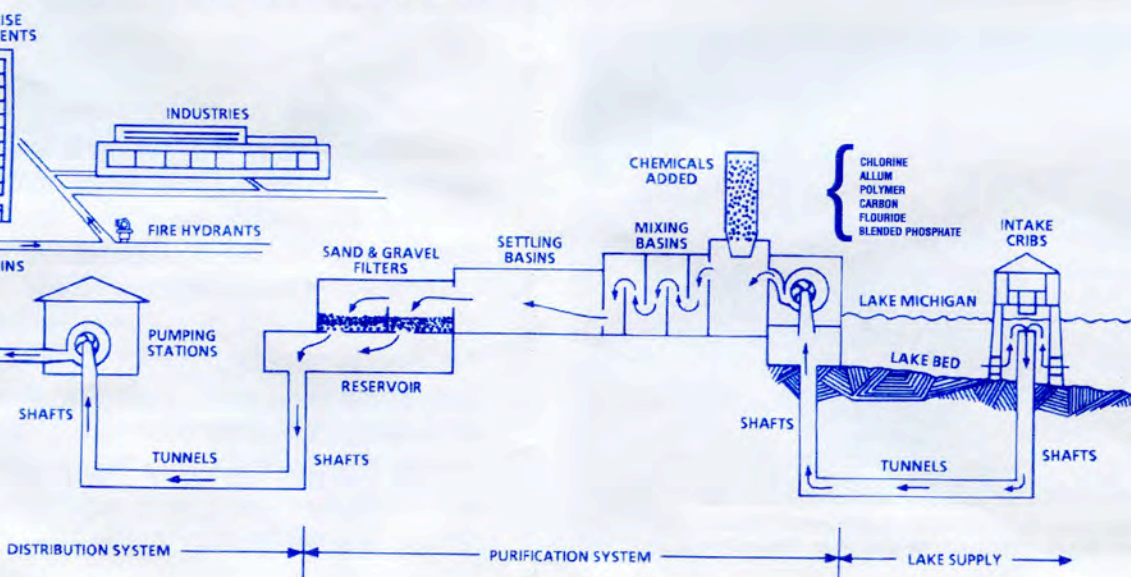 ISE
ENTS
INDUSTRIES
FIRE HYDRANTS
INS
PUMPING
STATIONS
SHAFTS
TUNNELS
SHAFTS
SAND & GRAVEL
FILTERS
RESERVOIR
SETTLING
BASINS
MIXING
BASINS
CHEMICALS
ADDED
CHLORINE
ALLUM
POLYMER
CARBON
FLOURIDE
BLENDED PHOSPHATE
INTAKE
CRIBS
LAKE MICHIGAN
LAKE BED
SHAFTS
TUNNELS
SHAFTS
DISTRIBUTION SYSTEM
PURIFICATION SYSTEM
LAKE SUPPLY